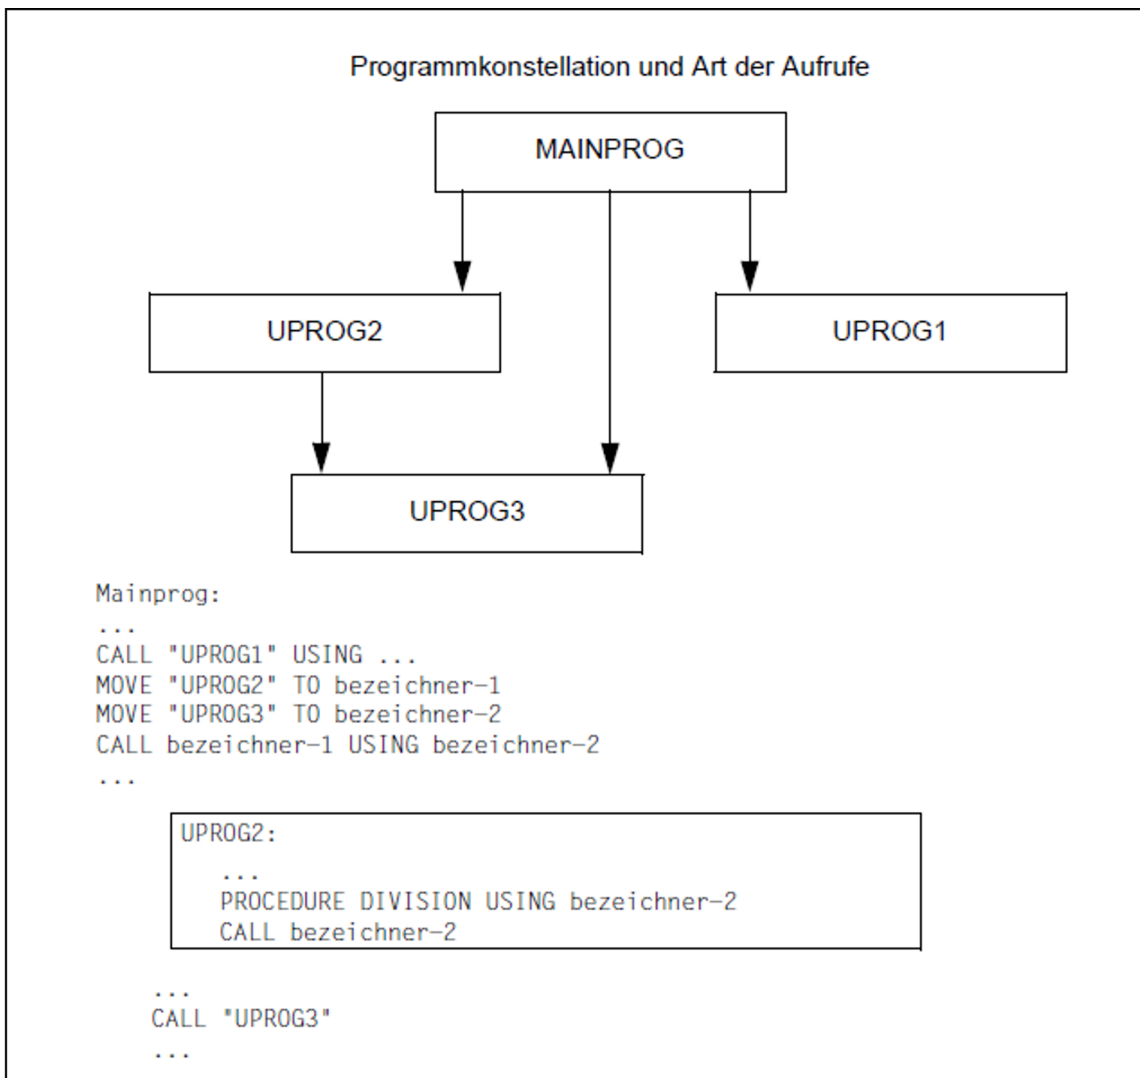 Programmkonstellation und Art der Aufrufe
MAINPROG
UPROG2
UPROG1
UPROG3
Mainprog:
...
CALL "UPROG1" USING ...
MOVE "UPROG2" TO bezeichner-1
MOVE "UPROG3" TO bezeichner-2
CALL bezeichner-1 USING bezeichner-2
...
UPROG2:
...
PROCEDURE DIVISION USING bezeichner-2
CALL bezeichner-2
...
CALL "UPROG3"
...